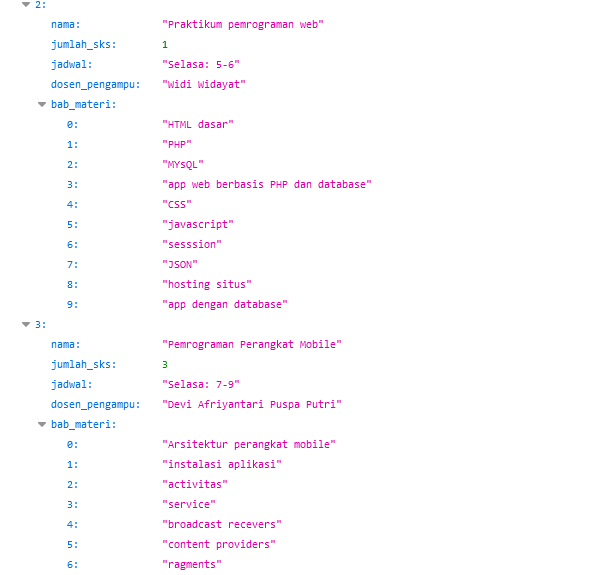 2:
nama: "Praktikum pemrograman web"
jumlah_sks: 1
jadwal: "Selasa: 5-6"
dosen_pengampu: "Widi Widayat"
bab_materi:
0: "HTML dasar"
1: "PHP"
2: "MYsQL"
3: "app web berbasis PHP dan database"
4: "CSS"
5: "javascript"
6: "sesssion"
7: "JSON"
8: "hosting situs"
9: "app dengan database"
3:
nama: "Pemrograman Perangkat Mobile"
jumlah_sks: 3
jadwal: "Selasa: 7-9"
dosen_pengampu: "Devi Afriyantari Puspa Putri"
bab_materi:
0: "Arsitektur perangkat mobile"
1: "instalasi aplikasi"
2: "activitas"
3: "service"
4: "broadcast recevers"
5: "content providers"
6: "ragments"